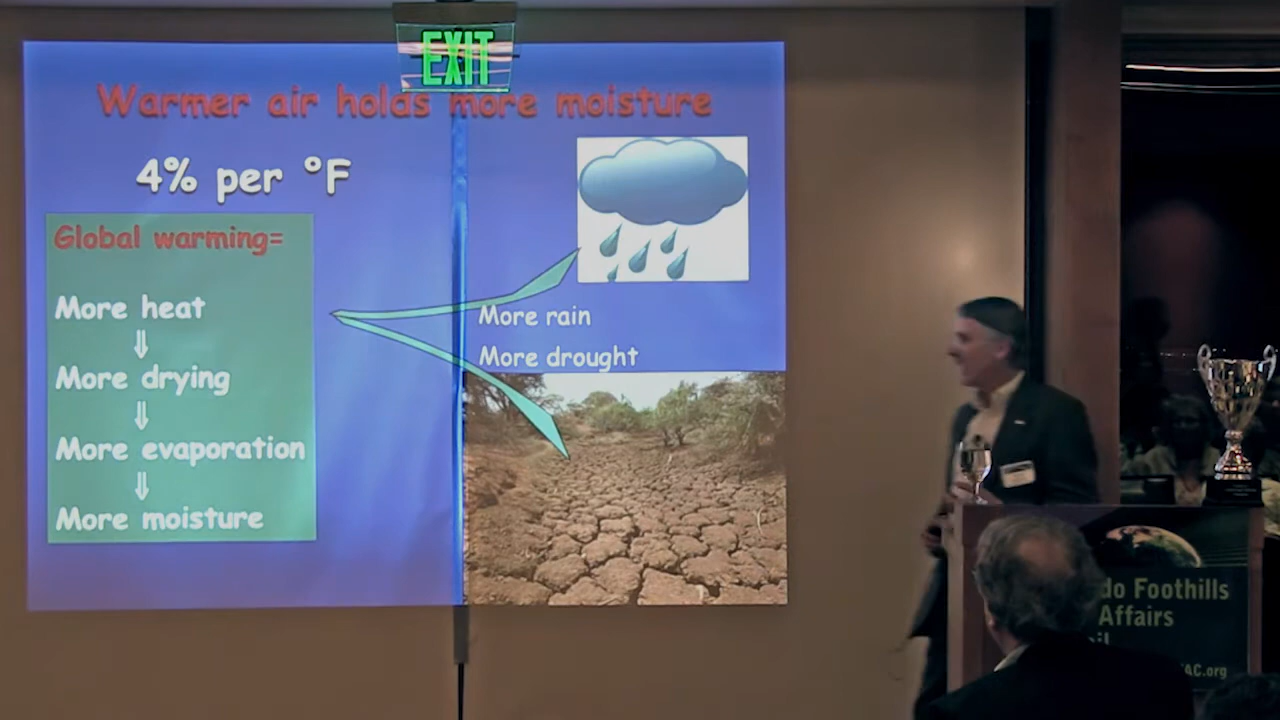 EXIT
Warmer air holds more moisture
4% per °F
Global warming=
More heat
⇓
More drying
⇓
More evaporation
⇓
More moisture
More rain
More drought
do Foothills
Affairs
AC.org